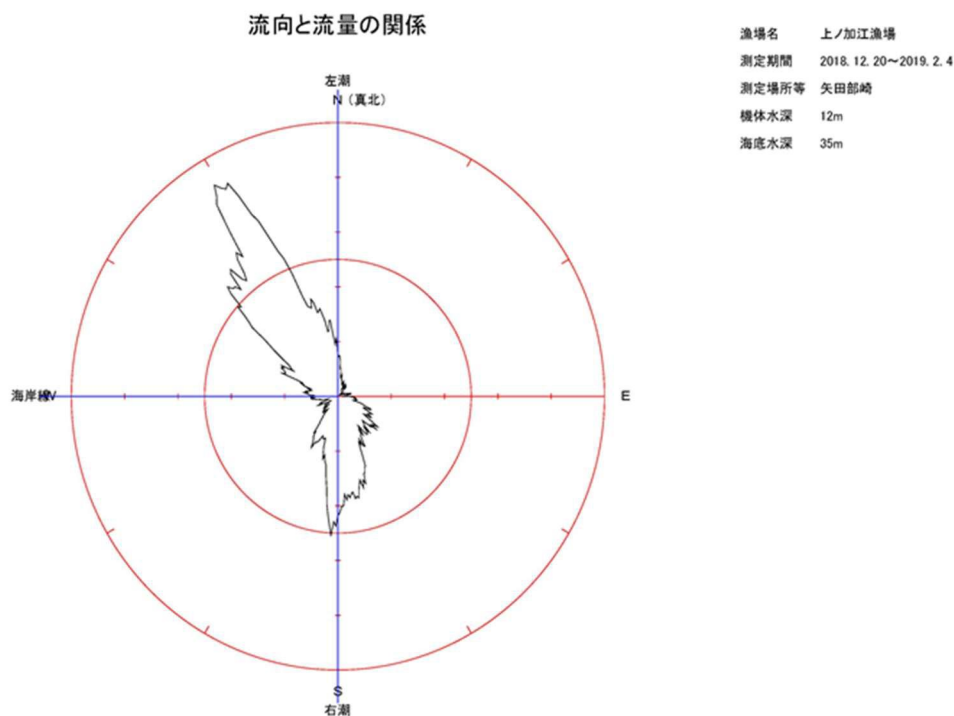 流向と流量の関係
漁場名 上ノ加江漁場
測定期間 2018.12.20~2019.2.4
測定場所等 矢田部崎
機体水深 12m
海底水深 35m
左潮
N(真北)
海岸線W
E
S
右潮